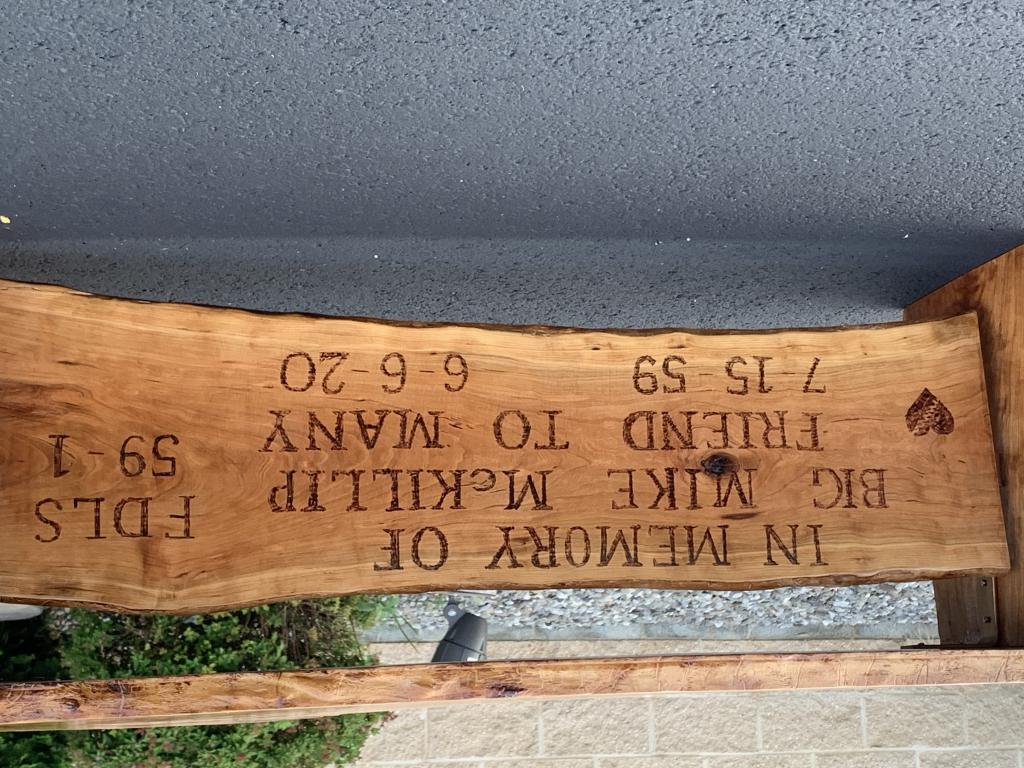 IN MEMORY OF
BIG MIKE McKILLIP
FRIEND TO MANY
7-15-59 6-6-20
FDLS
59-1